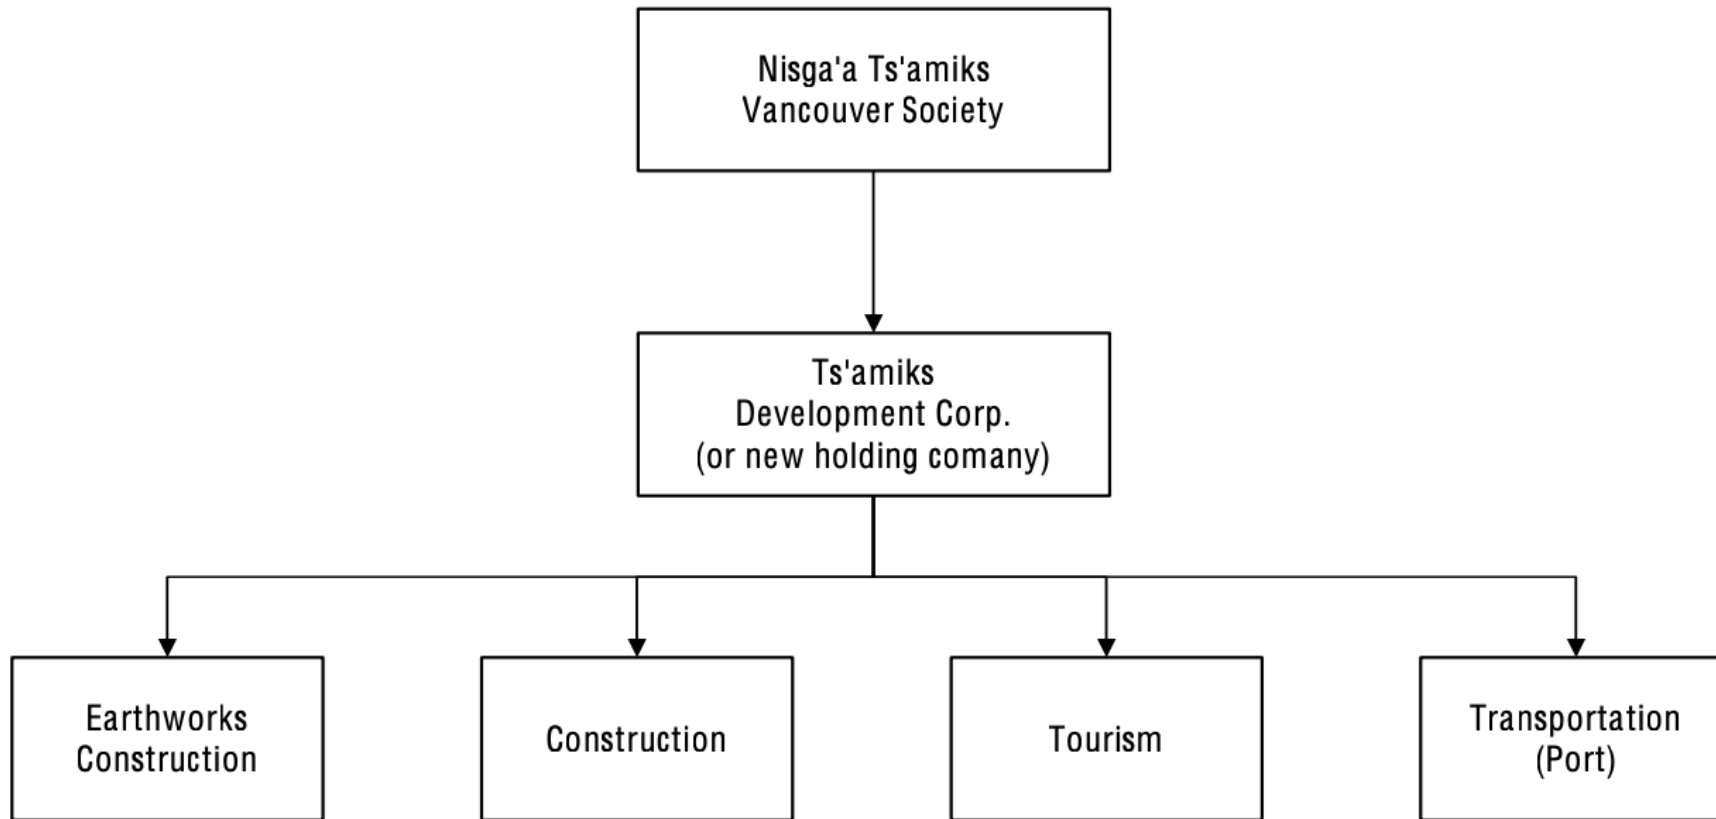 Nisga'a Ts'amiks
Vancouver Society
Ts'amiks
Development Corp.
(or new holding comany)
Earthworks
Construction
Construction
Tourism
Transportation
(Port)